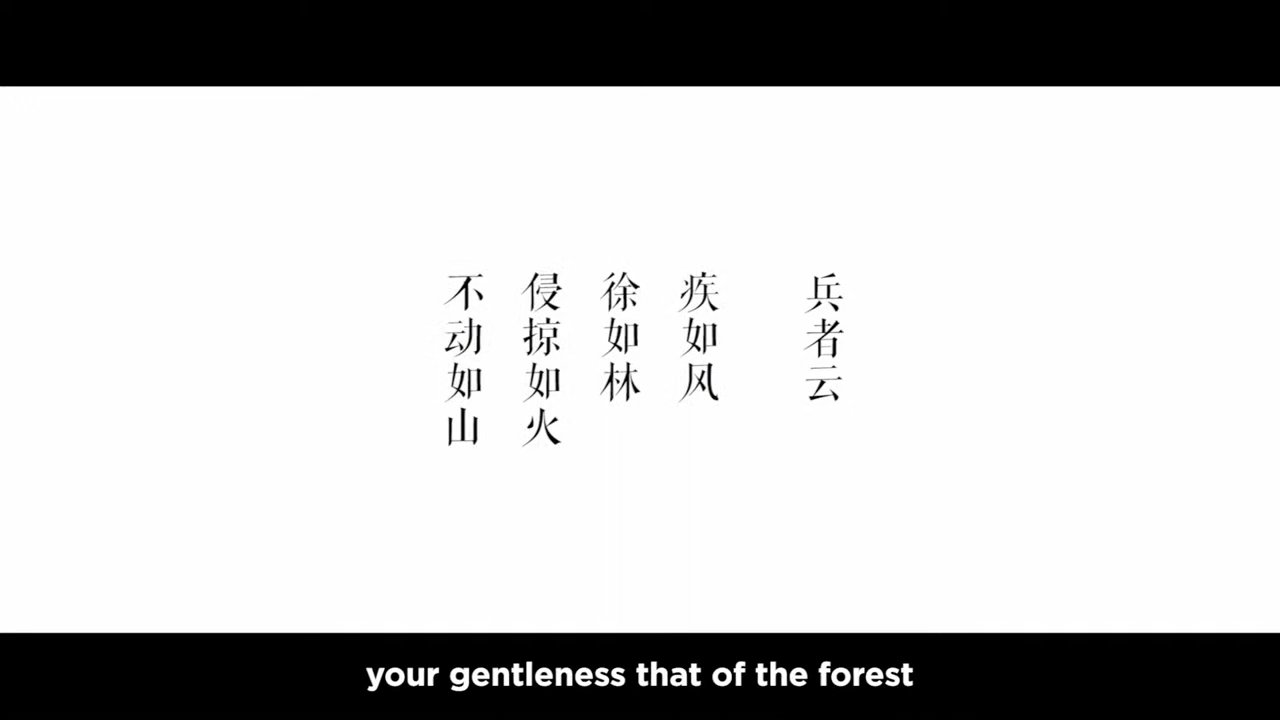 兵者云
疾如风
徐如林
侵掠如火
不动如山
your gentleness that of the forest